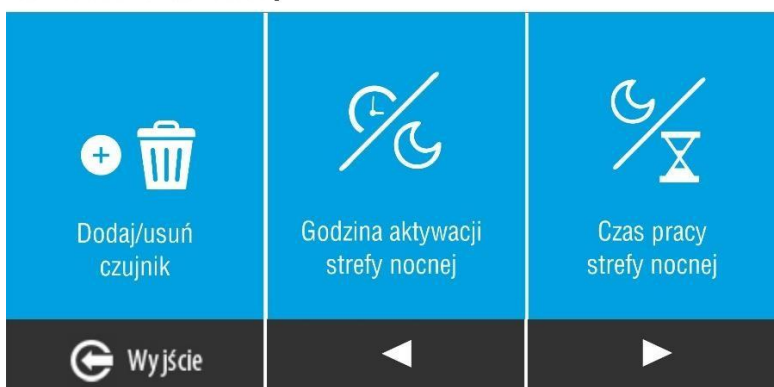 Dodaj/usuń
czujnik
Godzina aktywacji
strefy nocnej
Czas pracy
strefy nocnej
Wyjście